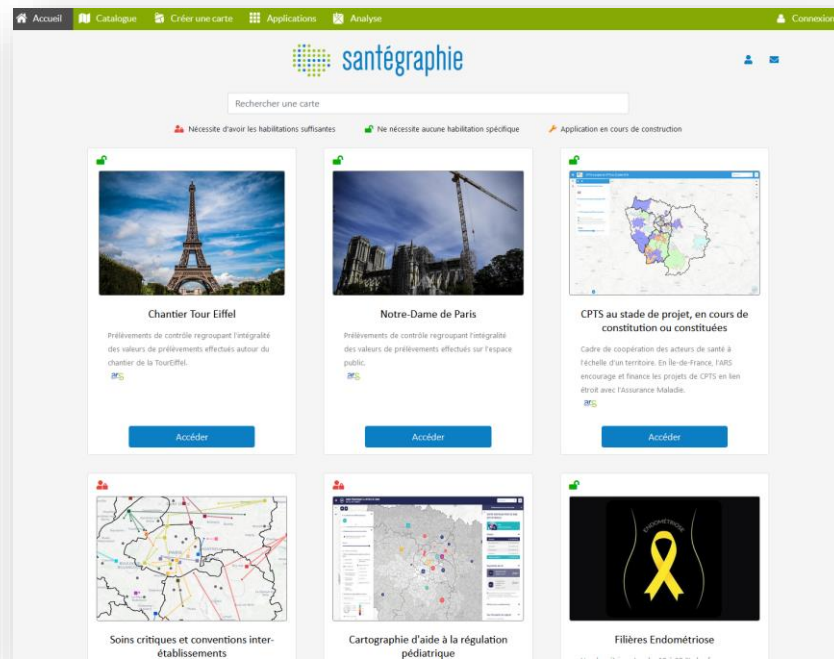 Accueil Catalogue Créer une carte Applications Analyse Connexion
santégraphie
Rechercher une carte
Nécessite d'avoir les habilitations suffisantes Ne nécessite aucune habilitation spécifique Application en cours de construction
Chantier Tour Eiffel
Prélèvements de contrôle regroupant l'intégralité
des valeurs de prélèvements effectués autour du
chantier de la TourEiffel.
ars
Accéder
Notre-Dame de Paris
Prélèvements de contrôle regroupant l'intégralité
des valeurs de prélèvements effectués sur l'espace
public.
ars
Accéder
CPTS au stade de projet, en cours de
constitution ou constituées
Cadre de coopération des acteurs de santé à
l'échelle d'un territoire. En Île-de-France, l'ARS
encourage et finance les projets de CPTS en lien
étroit avec l'Assurance Maladie.
ars
Accéder
Soins critiques et conventions inter-
établissements
Cartographie d'aide à la régulation
pédiatrique
ENDOMÉTRIOSE
Filières Endométriose